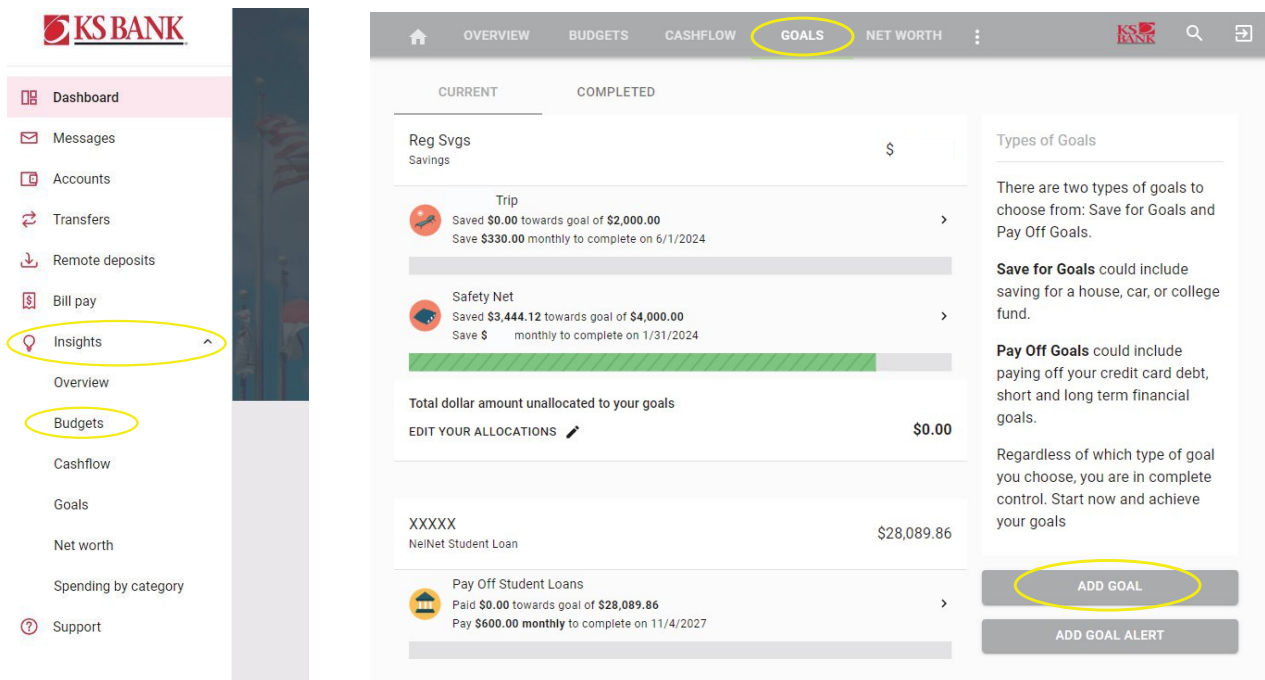 KS BANK
Dashboard
Messages
Accounts
Transfers
Remote deposits
Bill pay
Insights
Overview
Budgets
Cashflow
Goals
Net worth
Spending by category
Support
OVERVIEW BUDGETS CASHFLOW GOALS NET WORTH KS BANK
CURRENT COMPLETED
Reg Svgs
Savings
$
Trip
Saved $0.00 towards goal of $2,000.00
Save $330.00 monthly to complete on 6/1/2024
Safety Net
Saved $3,444.12 towards goal of $4,000.00
Save $ monthly to complete on 1/31/2024
Total dollar amount unallocated to your goals
EDIT YOUR ALLOCATIONS
$0.00
XXXXX
NelNet Student Loan
$28,089.86
Pay Off Student Loans
Paid $0.00 towards goal of $28,089.86
Pay $600.00 monthly to complete on 11/4/2027
Types of Goals
There are two types of goals to
choose from: Save for Goals and
Pay Off Goals.
Save for Goals could include
saving for a house, car, or college
fund.
Pay Off Goals could include
paying off your credit card debt,
short and long term financial
goals.
Regardless of which type of goal
you choose, you are in complete
control. Start now and achieve
your goals
ADD GOAL
ADD GOAL ALERT